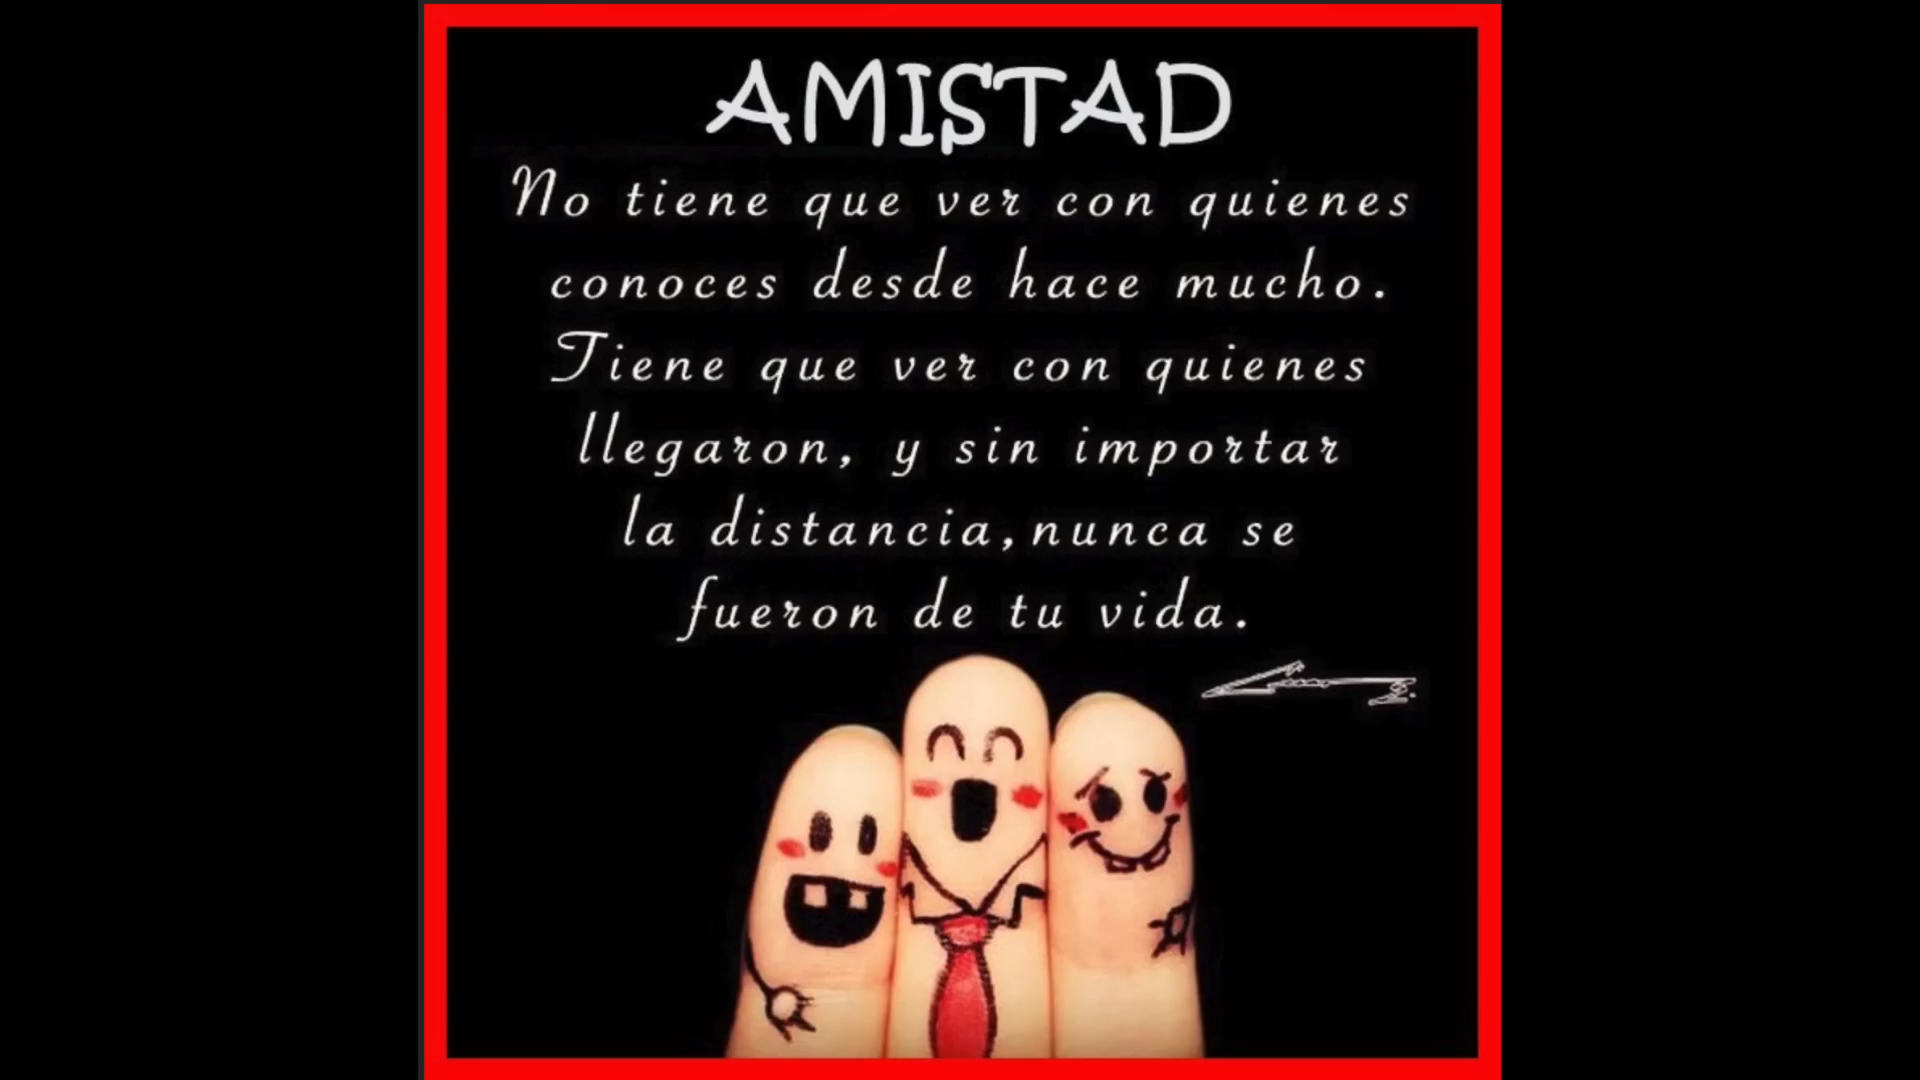 AMISTAD
No tiene que ver con quienes
conoces desde hace mucho.
Tiene que ver con quienes
llegaron, y sin importar
la distancia,nunca se
fueron de tu vida.